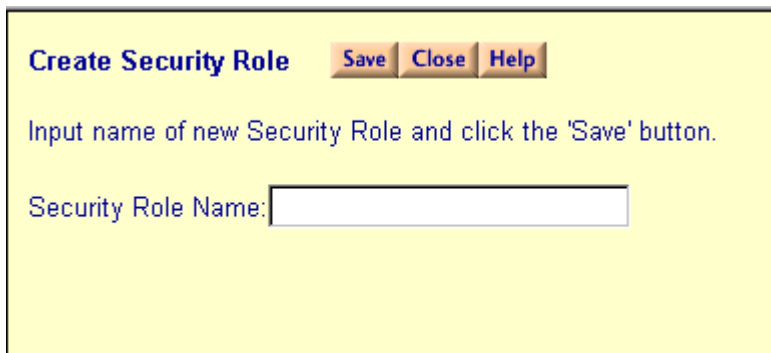 Create Security Role Save Close Help
Input name of new Security Role and click the 'Save' button.
Security Role Name: